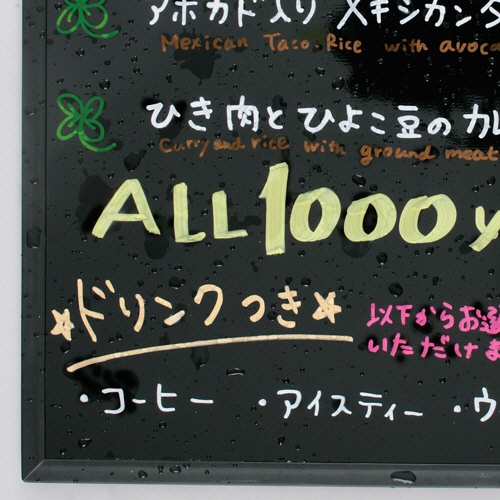 アボカド入り メキシカンタ
Mexican Taco Rice with avoca
ひき肉とひよこ豆のカレ
Curry and rice with ground meat
ALL 1000 y
☆ドリンクつき☆
以下からお選
いただけま
・コーヒー ・アイスティー ・ウ